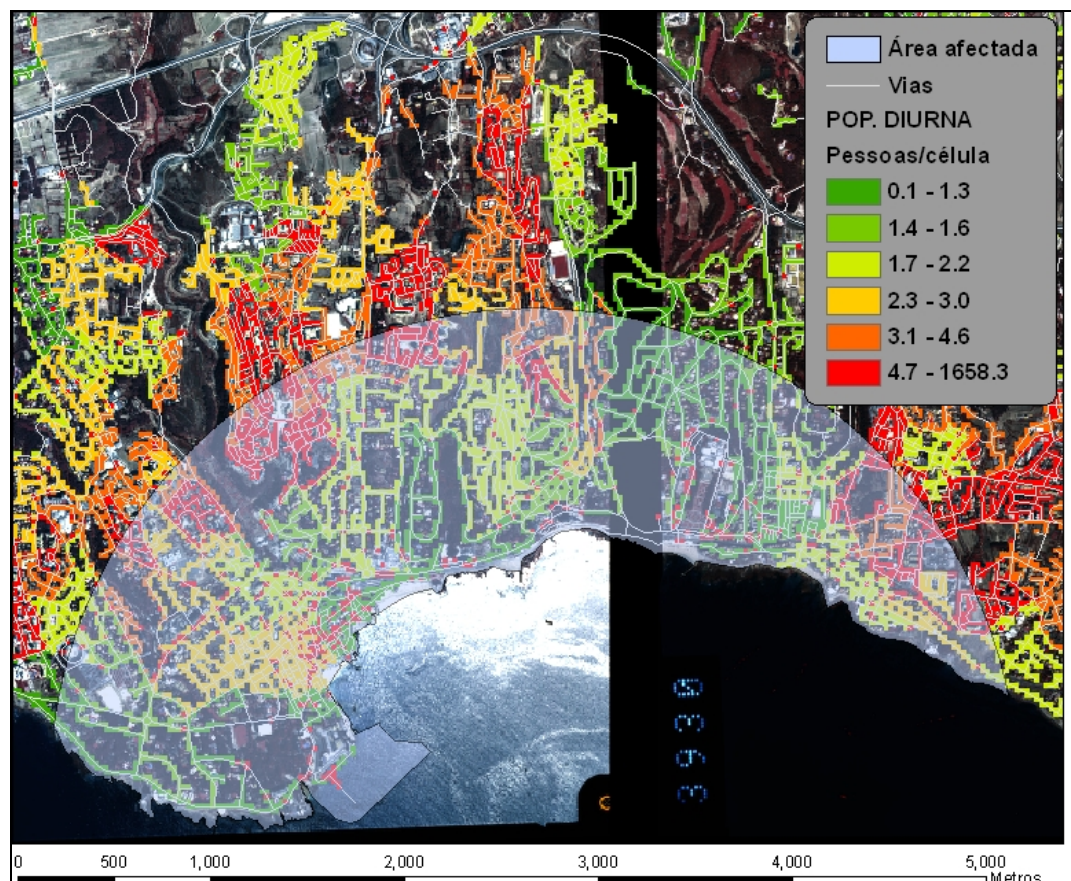 Área afectada
Vias
POP. DIURNA
Pessoas/célula
0.1 - 1.3
1.4 - 1.6
1.7 - 2.2
2.3 - 3.0
3.1 - 4.6
4.7 - 1658.3
0 500 1,000 2,000 3,000 4,000 5,000
Metros